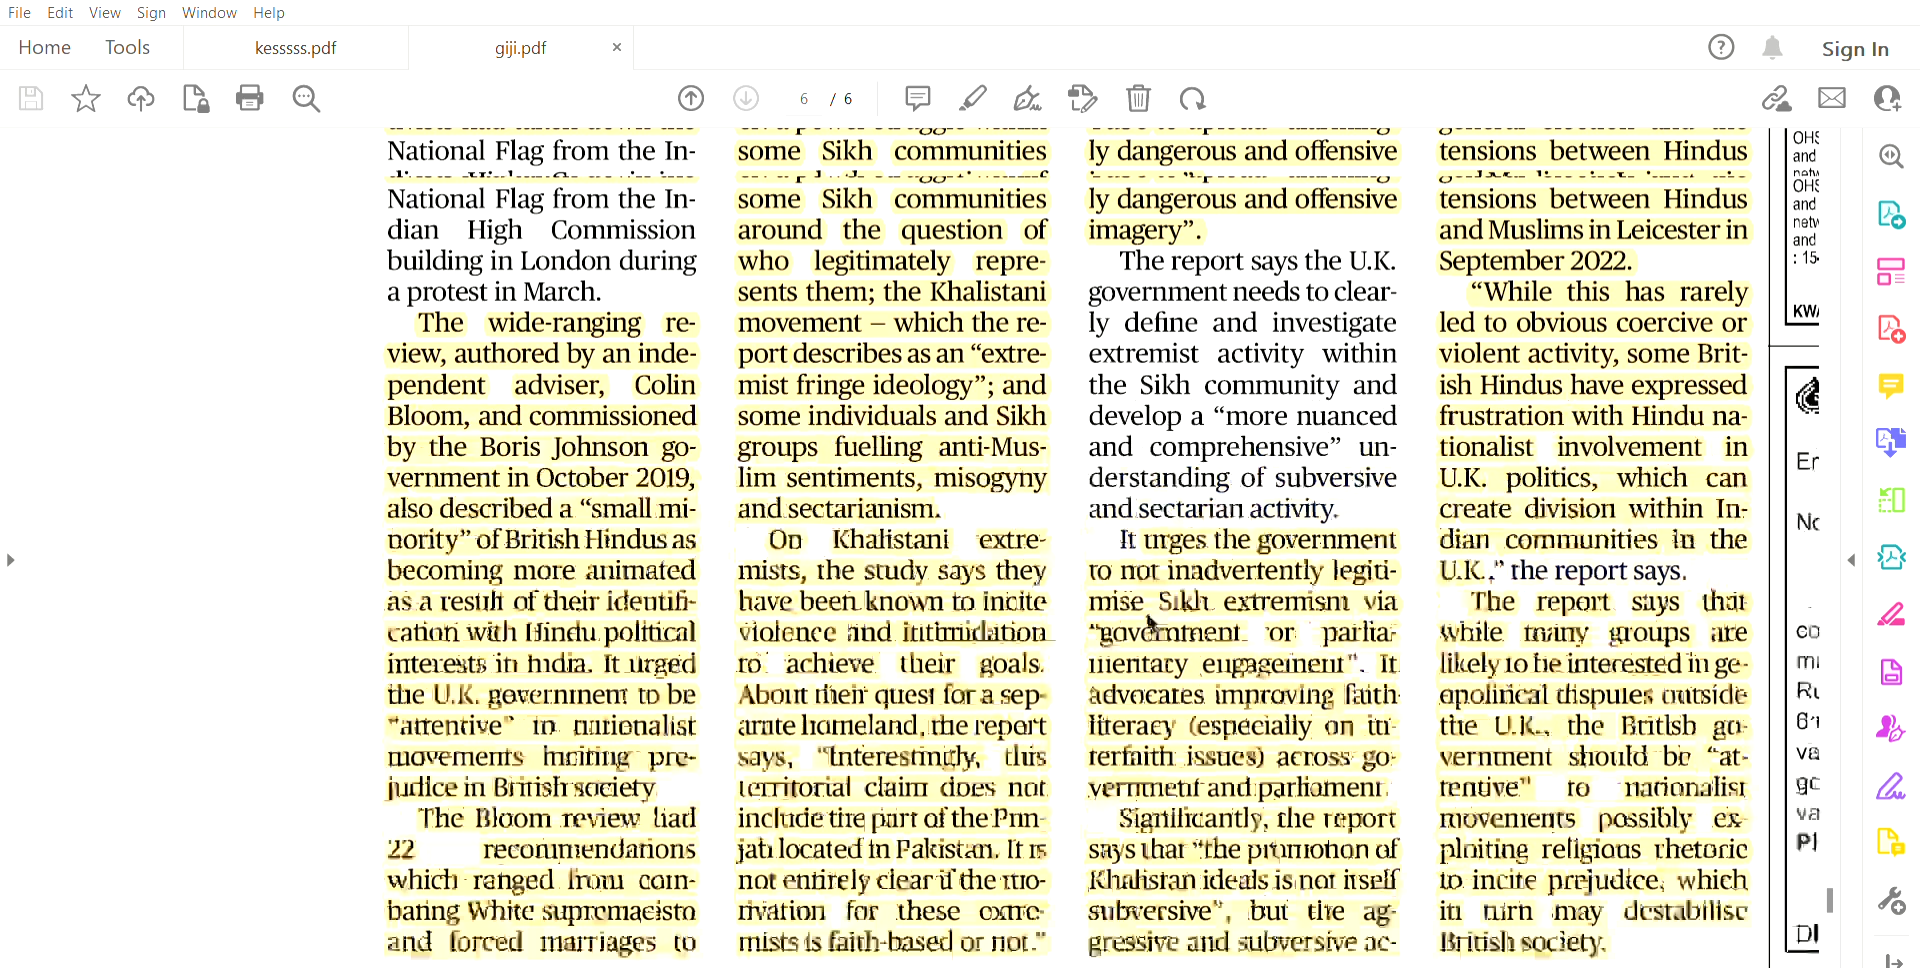 File Edit View Sign Window Help
Home Tools kesssss.pdf giji.pdf × ? Sign In
6 / 6
National Flag from the In-
National Flag from the In-
dian High Commission
building in London during
a protest in March.
The wide-ranging re-
view, authored by an inde-
pendent adviser, Colin
Bloom, and commissioned
by the Boris Johnson go-
vernment in October 2019,
also described a “small mi-
nority” of British Hindus as
becoming more animated
as a result of their identifi-
cation with Hindu political
interests in India. It urged
the U.K. government to be
“attentive” to nationalist
movements inciting pre-
judice in British society
The Bloom review had
22 recommendations
which ranged from com-
bating White supremacists
and forced marriages to
some Sikh communities
some Sikh communities
around the question of
who legitimately repre-
sents them; the Khalistani
movement – which the re-
port describes as an “extre-
mist fringe ideology”; and
some individuals and Sikh
groups fuelling anti-Mus-
lim sentiments, misogyny
and sectarianism.
On Khalistani extre-
mists, the study says they
have been known to incite
violence and intimidation
to achieve their goals.
About their quest for a sep-
arate homeland, the report
says, “Interestingly, this
territorial claim does not
include the part of the Pun-
jab located in Pakistan. It is
not entirely clear if the mo-
tivation for these extre-
mists is faith-based or not.”
ly dangerous and offensive
ly dangerous and offensive
imagery”.
The report says the U.K.
government needs to clear-
ly define and investigate
extremist activity within
the Sikh community and
develop a “more nuanced
and comprehensive” un-
derstanding of subversive
and sectarian activity.
It urges the government
to not inadvertently legiti-
mise Sikh extremism via
“government or parlia-
mentary engagement”. It
advocates improving faith
literacy (especially on in-
terfaith issues) across go-
vernment and parliament.
Significantly, the report
says that “the promotion of
Khalistan ideals is not itself
subversive”, but the ag-
gressive and subversive ac-
tensions between Hindus
tensions between Hindus
and Muslims in Leicester in
September 2022.
“While this has rarely
led to obvious coercive or
violent activity, some Brit-
ish Hindus have expressed
frustration with Hindu na-
tionalist involvement in
U.K. politics, which can
create division within In-
dian communities in the
U.K.,” the report says.
The report says that
while many groups are
likely to be interested in ge-
opolitical disputes outside
the U.K., the British go-
vernment should be “at-
tentive” to nationalist
movements possibly ex-
ploiting religious rhetoric
to incite prejudice, which
in turn may destabilise
British society.
OHS
and
OHS
and
netw
and
: 15
KW
Er
No
co
mi
Ru
va
go
va
Pl
DI